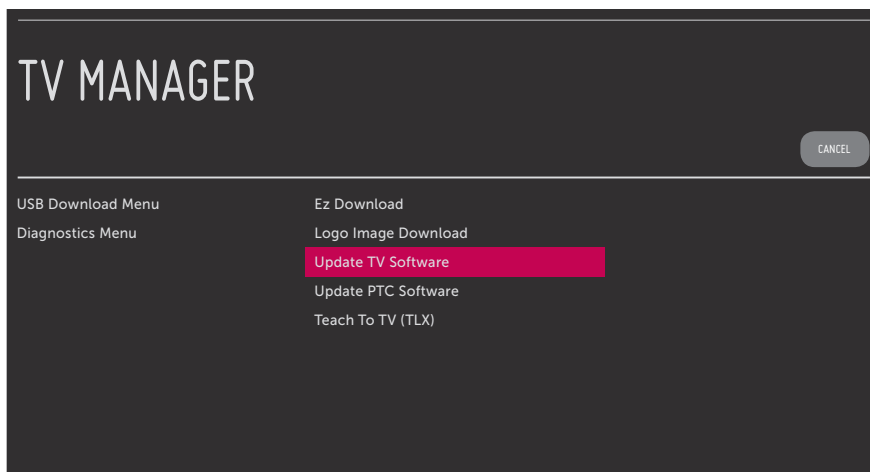 TV MANAGER
CANCEL
USB Download Menu
Diagnostics Menu
Ez Download
Logo Image Download
Update TV Software
Update PTC Software
Teach To TV (TLX)